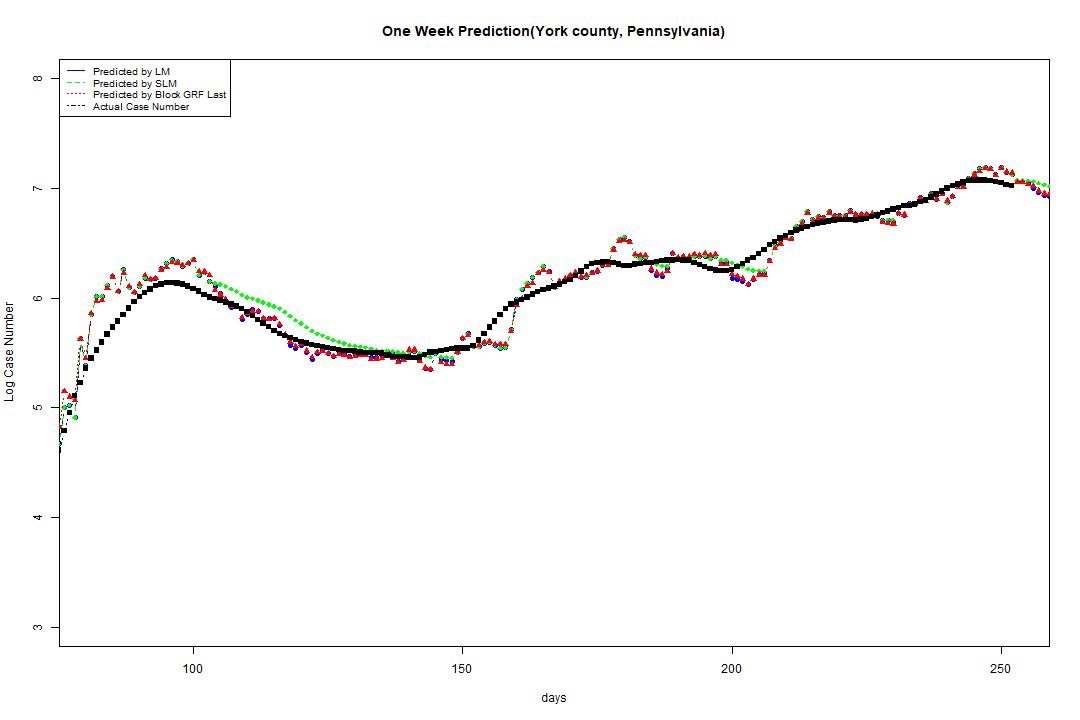 One Week Prediction(York county, Pennsylvania)
Predicted by LM
Predicted by SLM
Predicted by Block GRF Last
Actual Case Number
8
7
6
5
4
3
Log Case Number
100 150 200 250
days